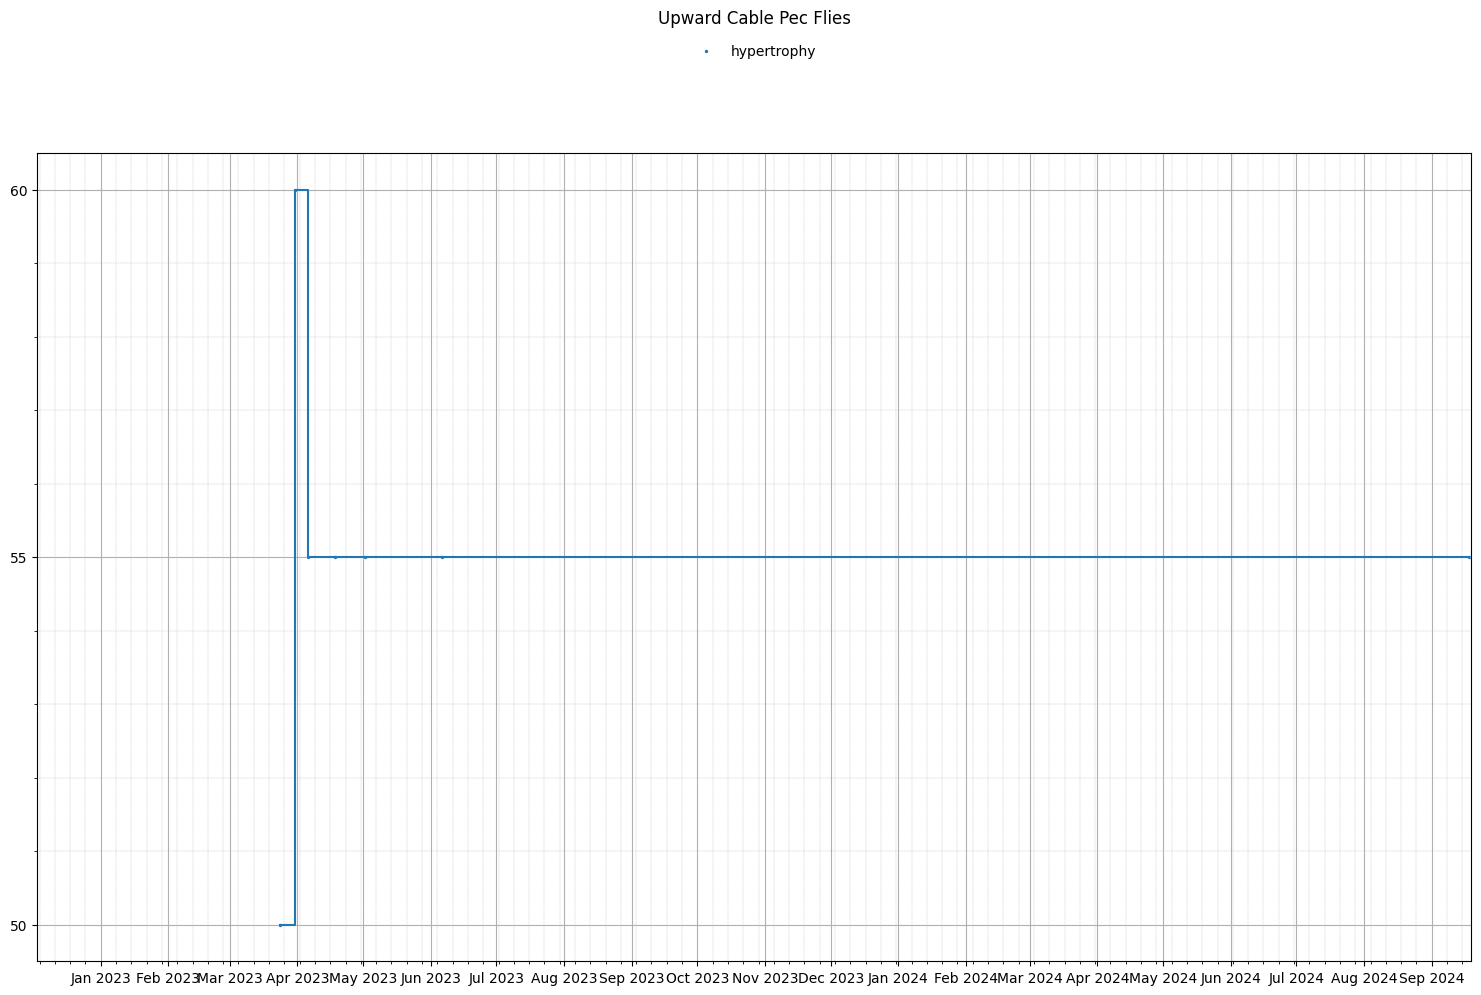 Upward Cable Pec Flies
hypertrophy
60
55
50
Jan 2023 Feb 2023 Mar 2023 Apr 2023 May 2023 Jun 2023 Jul 2023 Aug 2023 Sep 2023 Oct 2023 Nov 2023 Dec 2023 Jan 2024 Feb 2024 Mar 2024 Apr 2024 May 2024 Jun 2024 Jul 2024 Aug 2024 Sep 2024